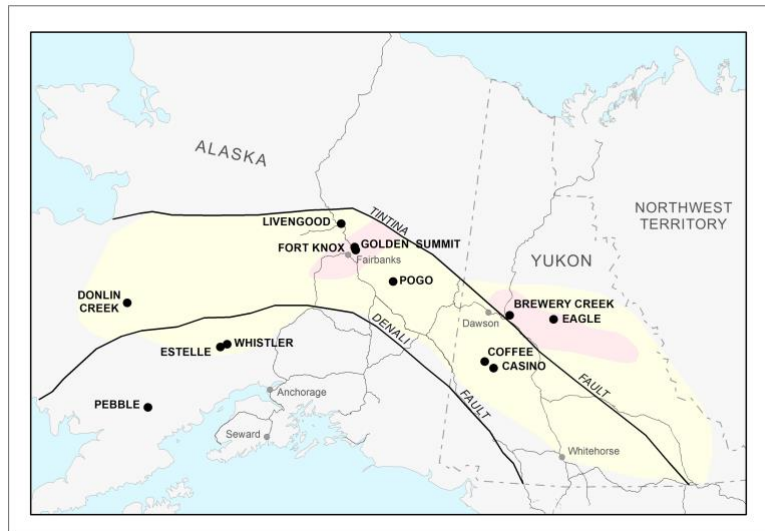 ALASKA
NORTHWEST
TERRITORY
YUKON
TINTINA
FAULT
DENALI
FAULT
LIVENGOOD
FORT KNOX
GOLDEN SUMMIT
Fairbanks
POGO
DONLIN
CREEK
BREWERY CREEK
EAGLE
Dawson
ESTELLE
WHISTLER
COFFEE
CASINO
PEBBLE
Anchorage
Seward
Whitehorse